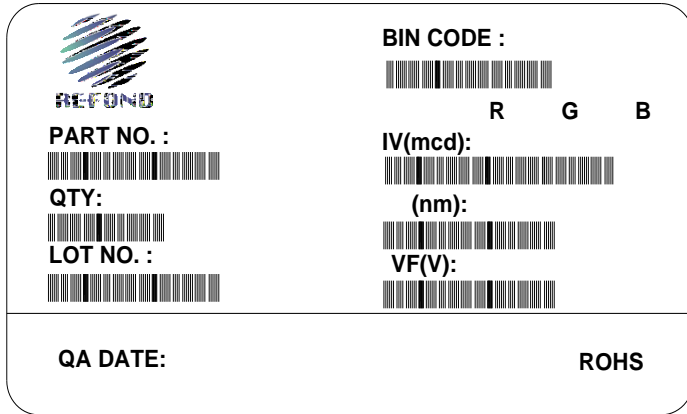 REFOND
BIN CODE :
R G B
PART NO. :
IV(mcd):
QTY:
(nm):
LOT NO. :
VF(V):
QA DATE:
ROHS